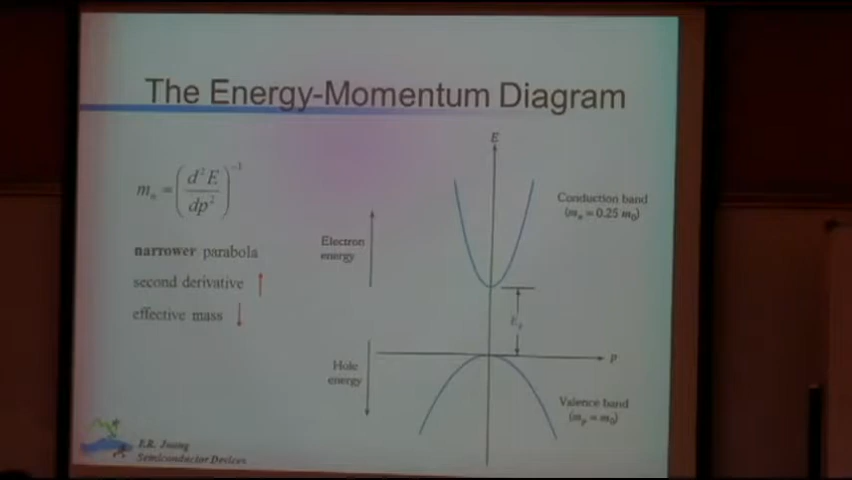 The Energy-Momentum Diagram
mₙ = (d²E / dp²)⁻¹
narrower parabola
second derivative ↑
effective mass ↓
E
Conduction band
(mₙ = 0.25 m₀)
Electron
energy
E_g
P
Hole
energy
Valence band
(mₚ = m₀)
Semiconductor Devices